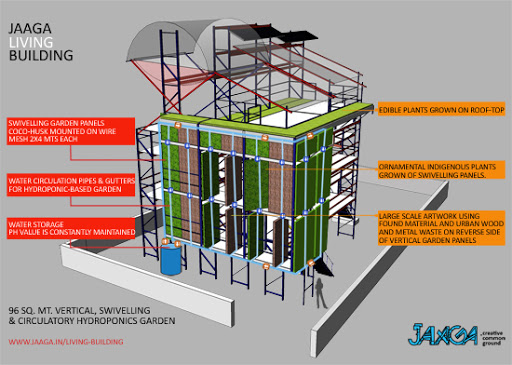 JAAGA
LIVING
BUILDING
SWIVELLING GARDEN PANELS
COCO-HUSK MOUNTED ON WIRE
MESH 2X4 MTS EACH
WATER CIRCULATION PIPES & GUTTERS
FOR HYDROPONIC-BASED GARDEN
WATER STORAGE
PH VALUE IS CONSTANTLY MAINTAINED
EDIBLE PLANTS GROWN ON ROOF-TOP
ORNAMENTAL INDIGENOUS PLANTS
GROWN OF SWIVELLING PANELS.
LARGE SCALE ARTWORK USING
FOUND MATERIAL AND URBAN WOOD
AND METAL WASTE ON REVERSE SIDE
OF VERTICAL GARDEN PANELS
96 SQ. MT. VERTICAL, SWIVELLING
& CIRCULATORY HYDROPONICS GARDEN
WWW.JAAGA.IN/LIVING-BUILDING
JAAGA
.creative
common
ground